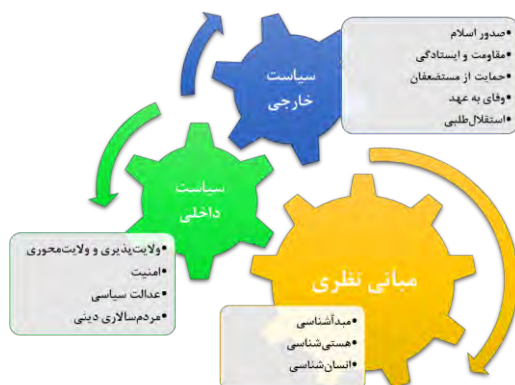 سیاست
خارجی
•صدور اسلام
•مقاومت و ایستادگی
•حمایت از مستضعفان
•وفای به عهد
•استقلال‌طلبی
سیاست
داخلی
•ولایت‌پذیری و ولایت‌محوری
•امنیت
•عدالت سیاسی
•مردم‌سالاری دینی
مبانی نظری
•مبدأشناسی
•هستی‌شناسی
•انسان‌شناسی